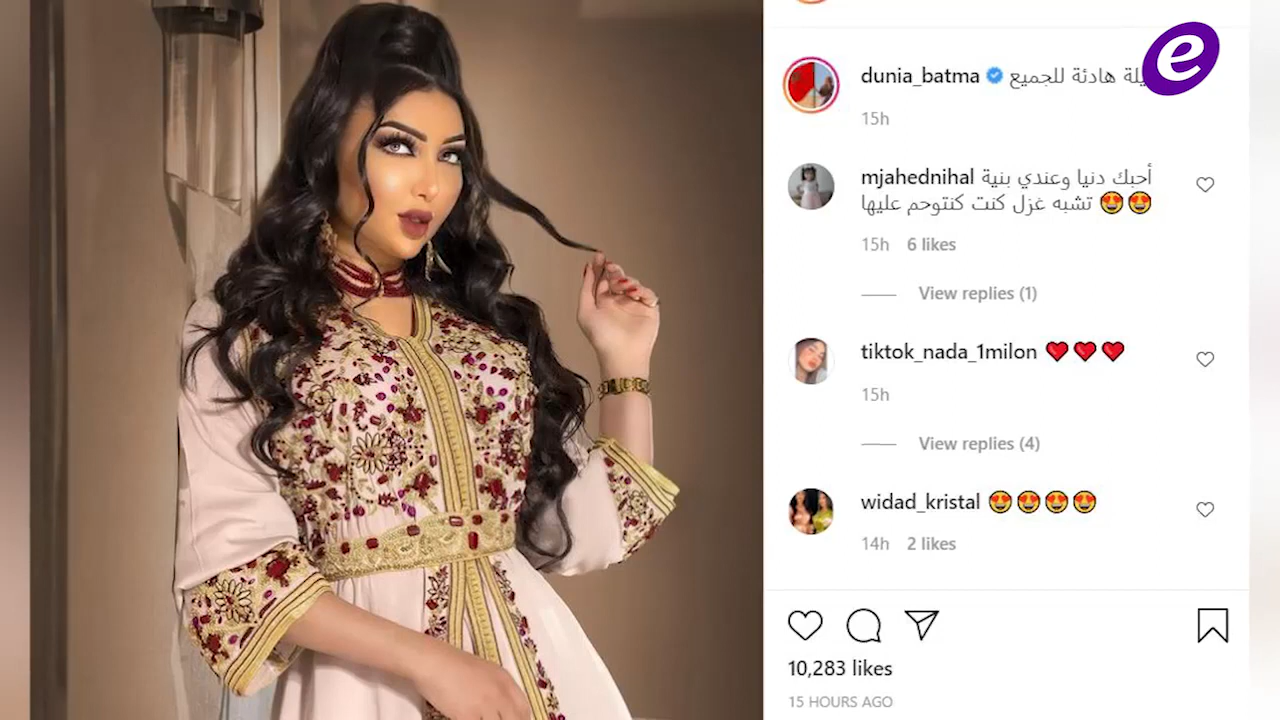 e
dunia_batma هادئة للجميع
15h
mjahednihal أحبك دنيا وعندي بنية
تشبه غزل كنت كنتوحم عليها 😍😍
15h 6 likes
View replies (1)
tiktok_nada_1milon ❤️❤️❤️
15h
View replies (4)
widad_kristal 😍😍😍😍
14h 2 likes
10,283 likes
15 HOURS AGO